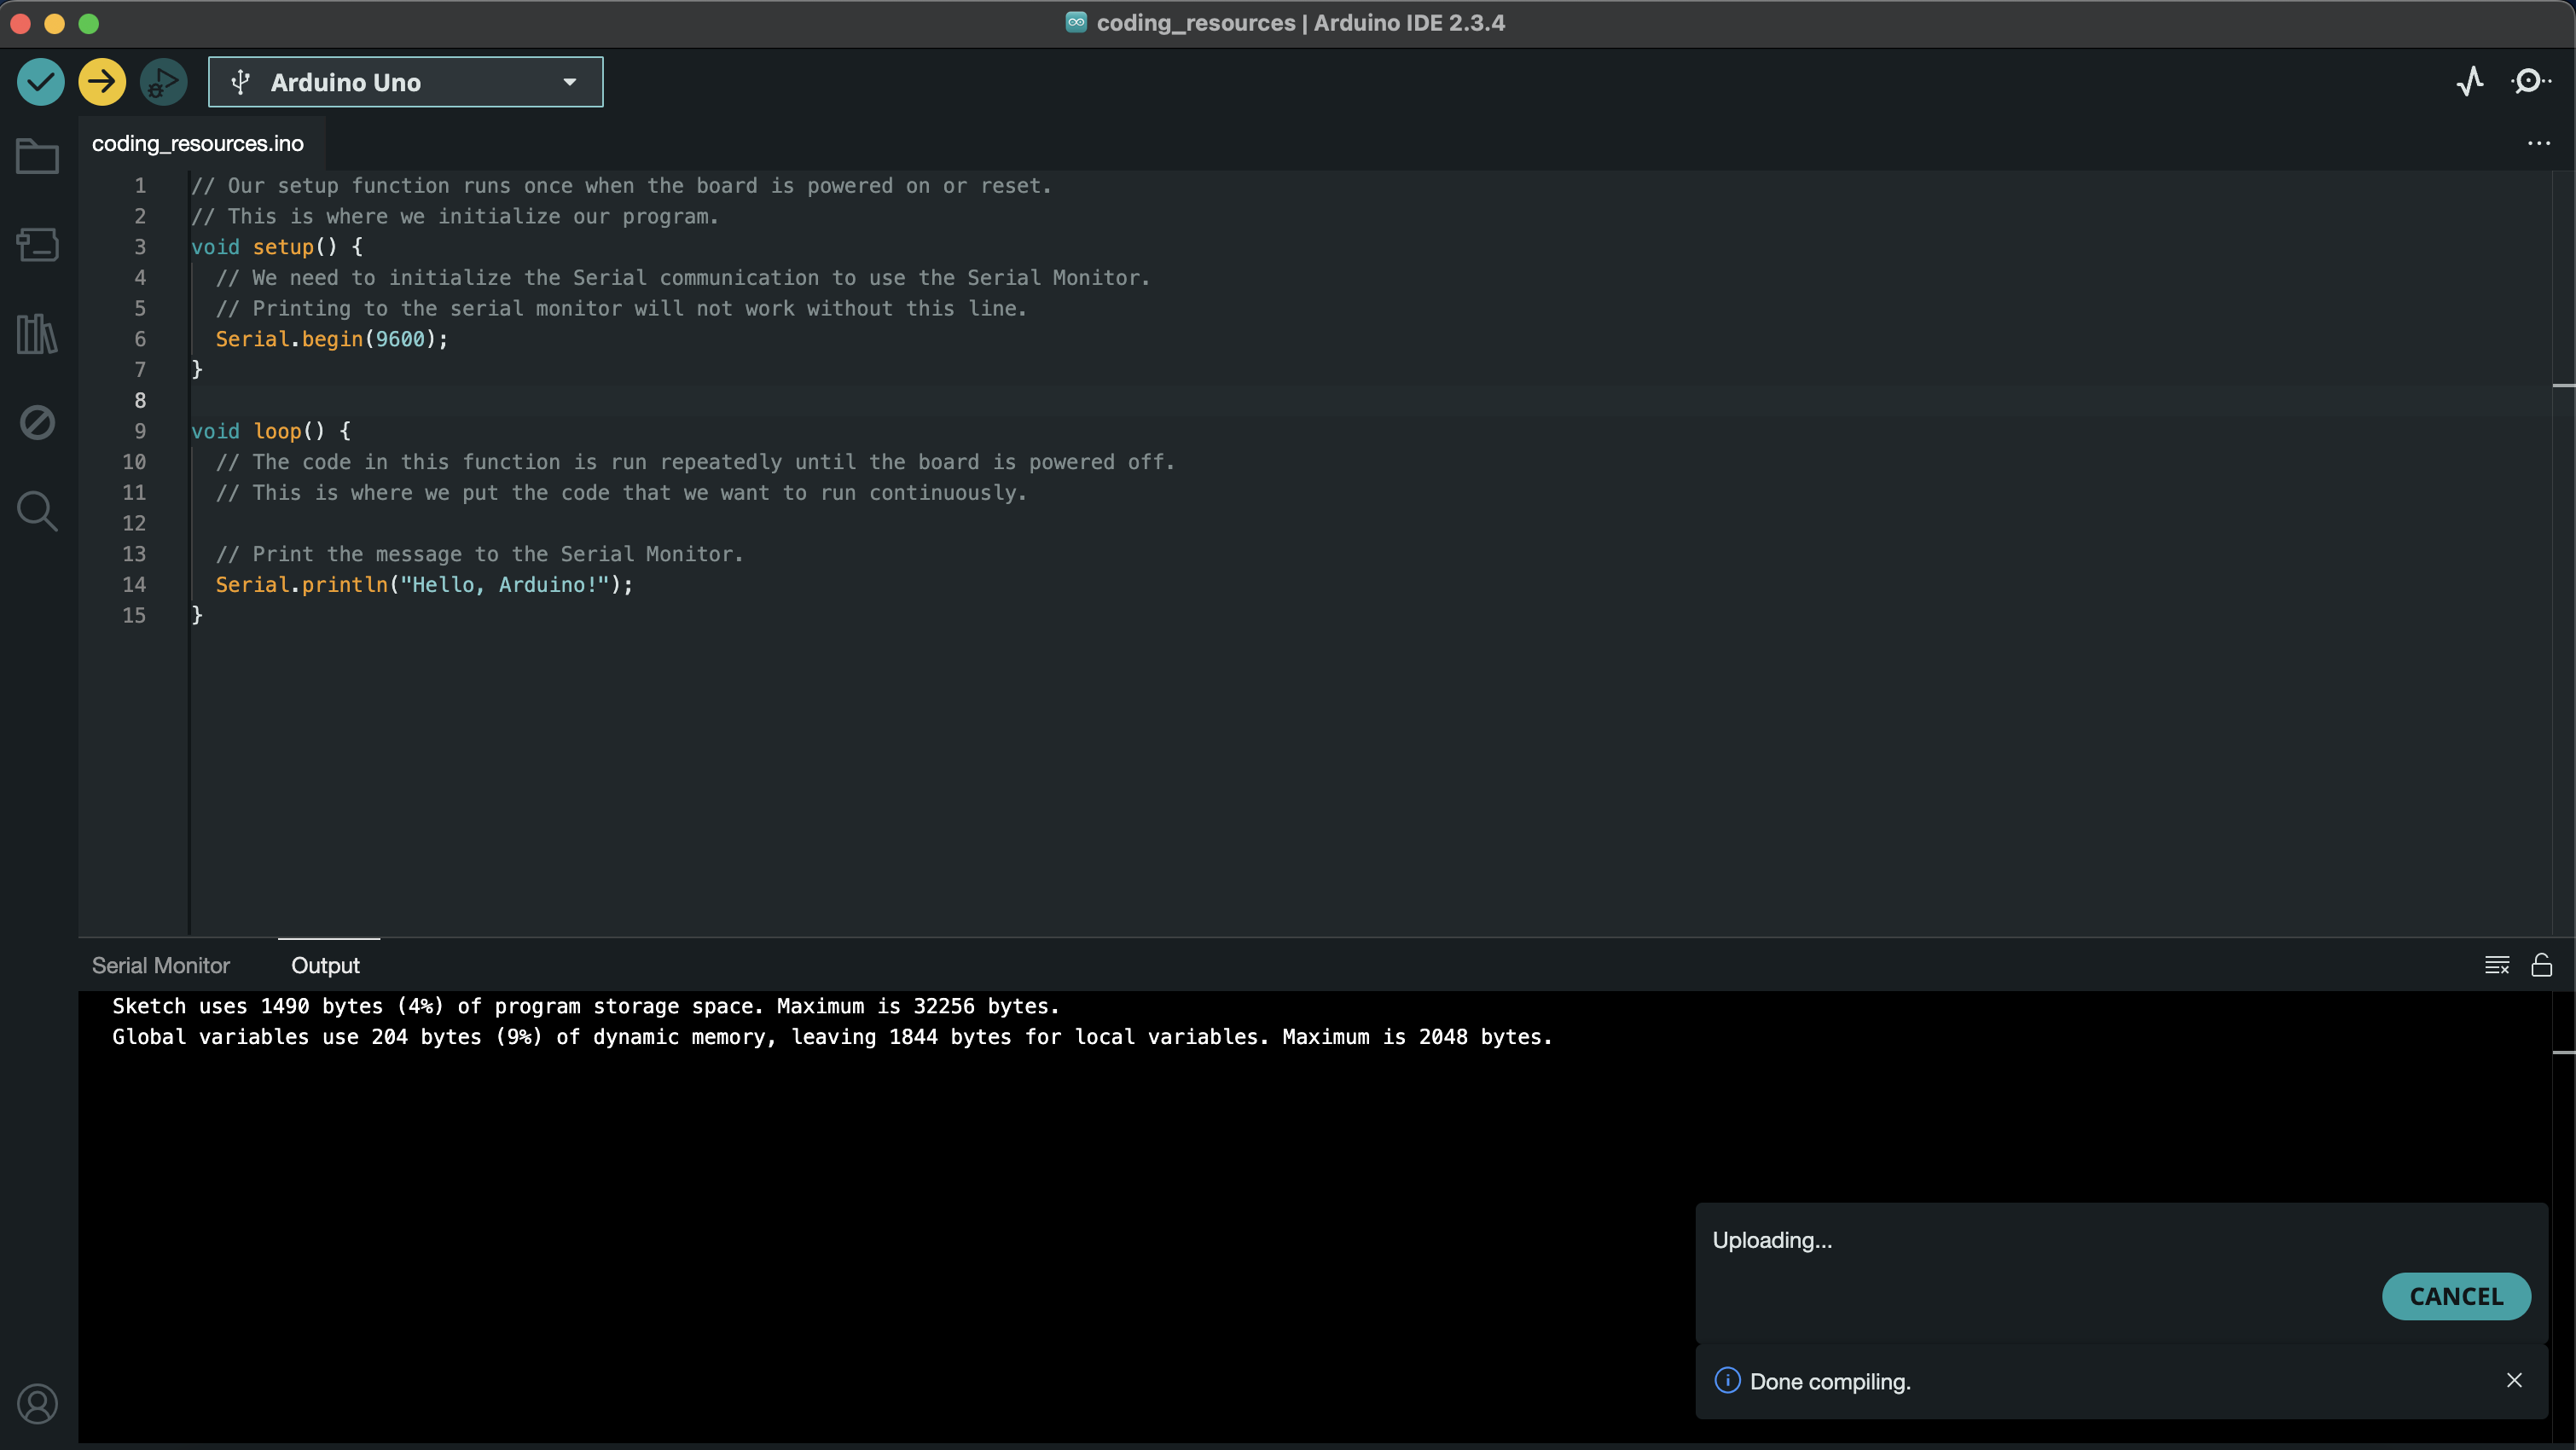 coding_resources | Arduino IDE 2.3.4
Arduino Uno
coding_resources.ino
1 // Our setup function runs once when the board is powered on or reset.
2 // This is where we initialize our program.
3 void setup() {
4   // We need to initialize the Serial communication to use the Serial Monitor.
5   // Printing to the serial monitor will not work without this line.
6   Serial.begin(9600);
7 }
8
9 void loop() {
10   // The code in this function is run repeatedly until the board is powered off.
11   // This is where we put the code that we want to run continuously.
12
13   // Print the message to the Serial Monitor.
14   Serial.println("Hello, Arduino!");
15 }
Serial Monitor Output
Sketch uses 1490 bytes (4%) of program storage space. Maximum is 32256 bytes.
Global variables use 204 bytes (9%) of dynamic memory, leaving 1844 bytes for local variables. Maximum is 2048 bytes.
Uploading...
CANCEL
Done compiling.